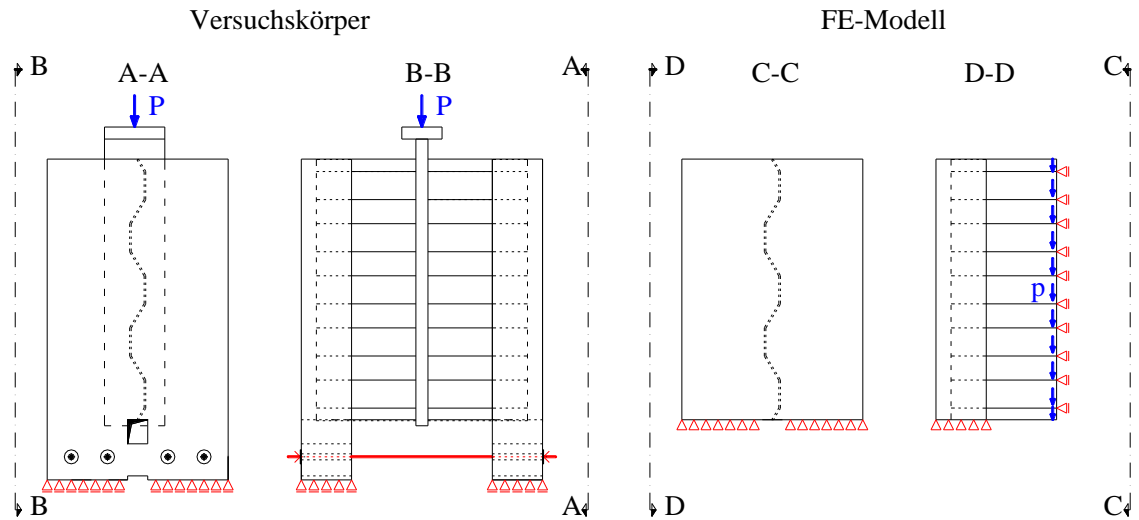 Versuchskörper FE-Modell
B A D C
A-A B-B C-C D-D
P P
p
B A D C